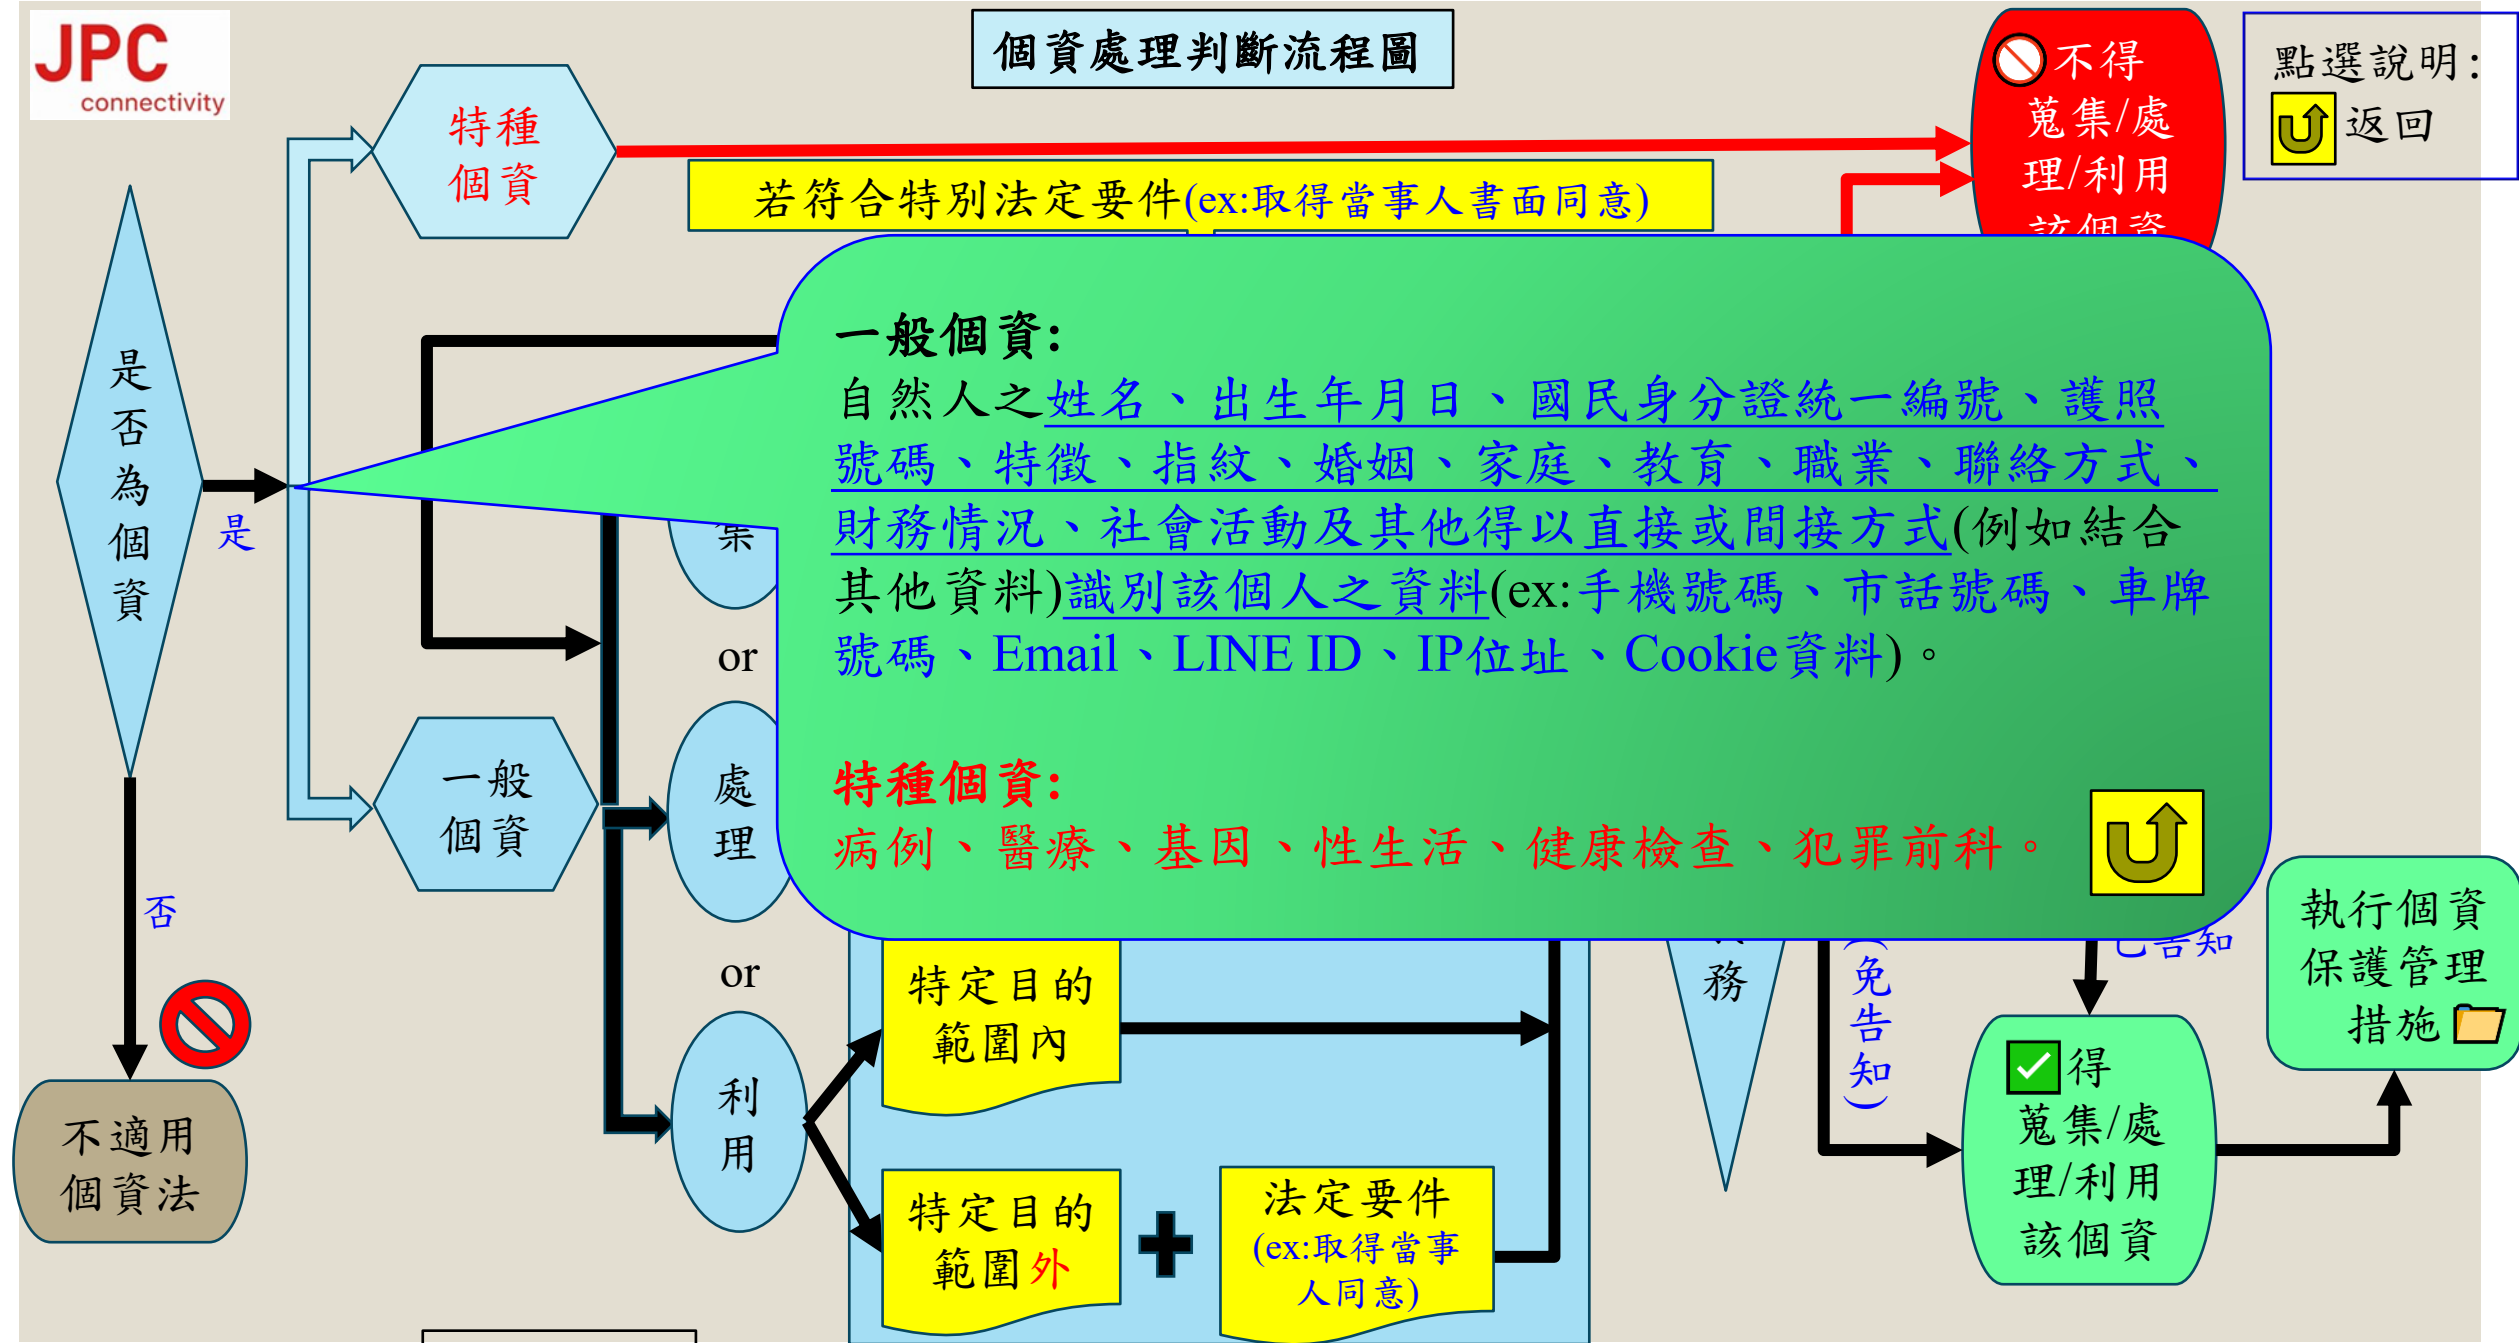 JPC
connectivity
個資處理判斷流程圖
點選說明:
返回
特種
個資
不得
蒐集/處
理/利用
該個資
若符合特別法定要件(ex:取得當事人書面同意)
是
否
為
個
資
是
否
不適用
個資法
一般
個資
集
or
處
理
or
利
用
一般個資:
自然人之姓名、出生年月日、國民身分證統一編號、護照
號碼、特徵、指紋、婚姻、家庭、教育、職業、聯絡方式、
財務情況、社會活動及其他得以直接或間接方式(例如結合
其他資料)識別該個人之資料(ex:手機號碼、市話號碼、車牌
號碼、Email、LINE ID、IP位址、Cookie資料)。
特種個資:
病例、醫療、基因、性生活、健康檢查、犯罪前科。
特定目的
範圍內
特定目的
範圍外
法定要件
(ex:取得當事
人同意)
務
(免告知)
已告知
得
蒐集/處
理/利用
該個資
執行個資
保護管理
措施